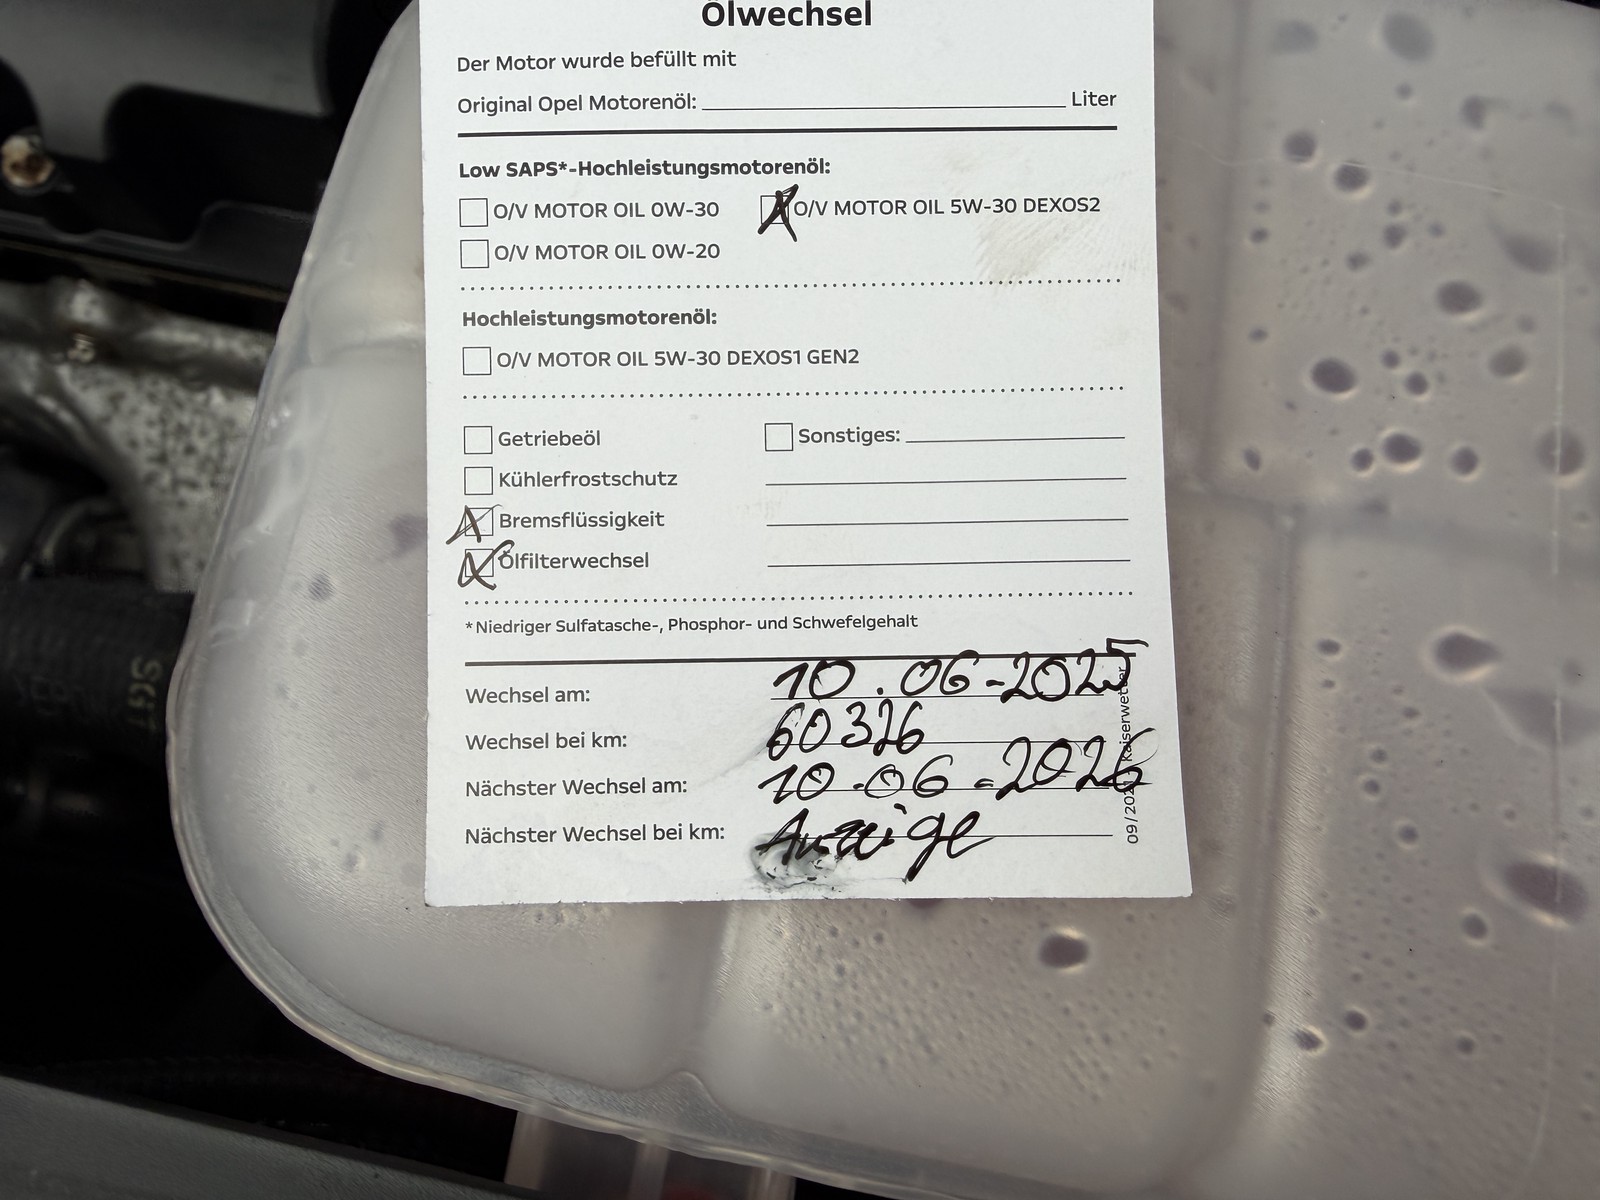 Ölwechsel
Der Motor wurde befüllt mit
Original Opel Motorenöl: Liter
Low SAPS*-Hochleistungsmotorenöl:
O/V MOTOR OIL 0W-30
O/V MOTOR OIL 5W-30 DEXOS2
O/V MOTOR OIL 0W-20
Hochleistungsmotorenöl:
O/V MOTOR OIL 5W-30 DEXOS1 GEN2
Getriebeöl
Sonstiges:
Kühlerfrostschutz
Bremsflüssigkeit
Ölfilterwechsel
*Niedriger Sulfatasche-, Phosphor- und Schwefelgehalt
Wechsel am: 10.06-2025
Wechsel bei km: 60326
Nächster Wechsel am: 10-06-2026
Nächster Wechsel bei km: Anzeige